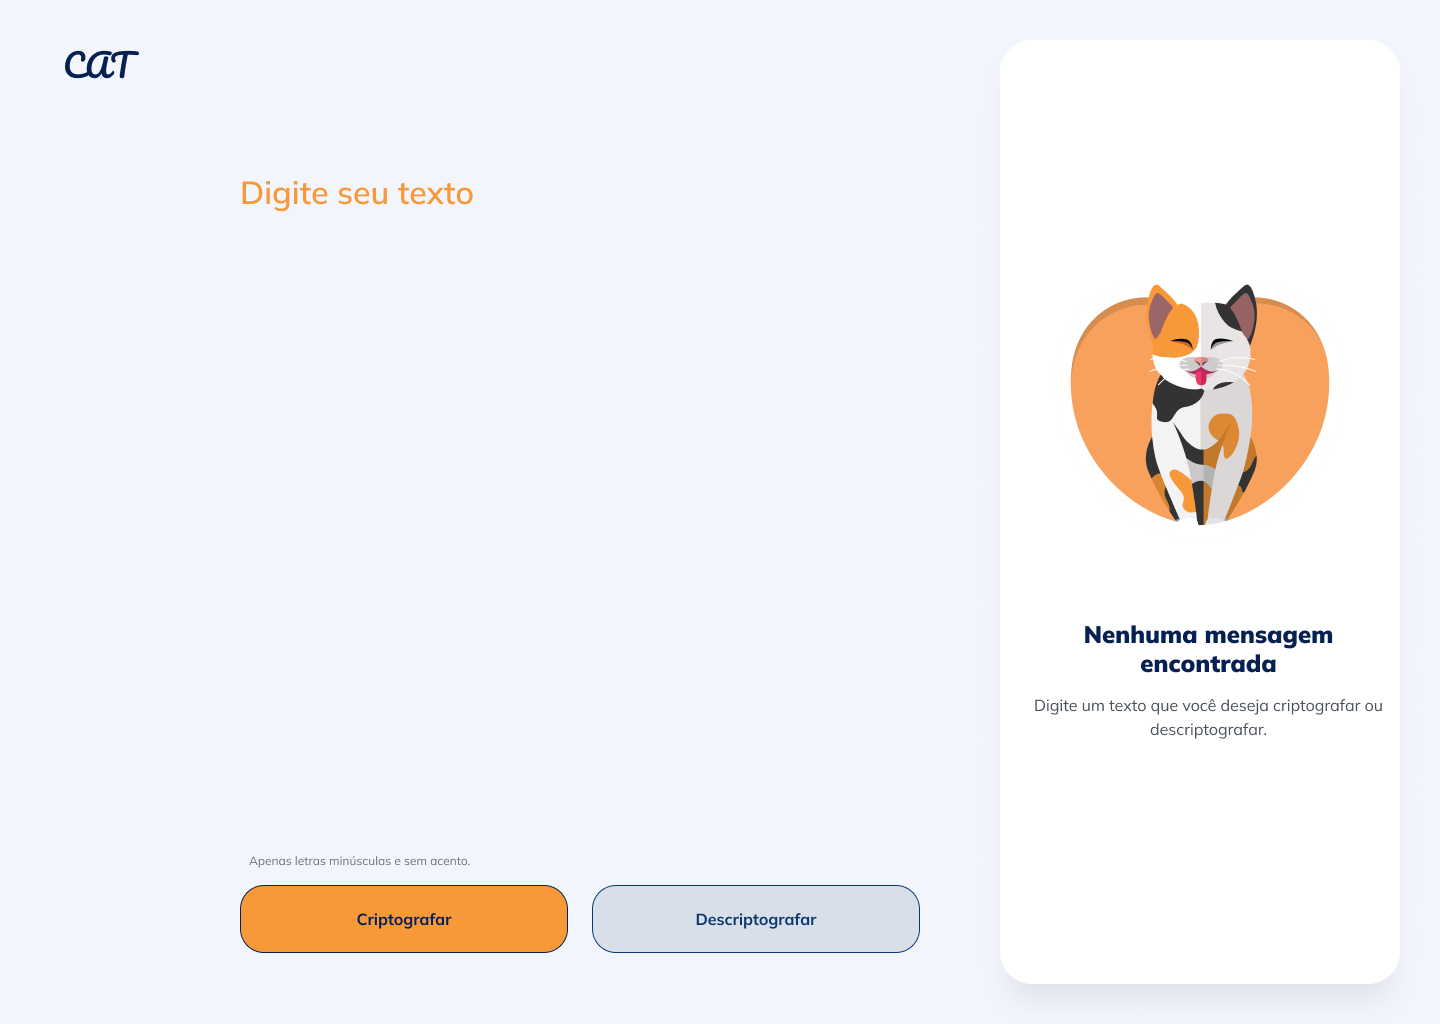 CAT
Digite seu texto
Apenas letras minúsculas e sem acento.
Criptografar
Descriptografar
Nenhuma mensagem
encontrada
Digite um texto que você deseja criptografar ou
descriptografar.